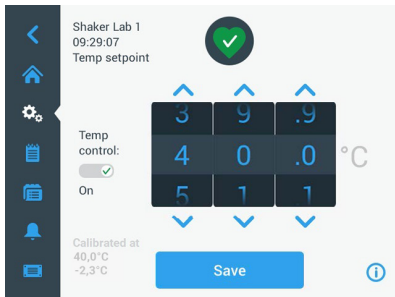 Shaker Lab 1
09:29:07
Temp setpoint
3 9 .9
Temp
control:
4 0 .0 °C
On
5 1 .1
Calibrated at
40,0°C
-2,3°C
Save